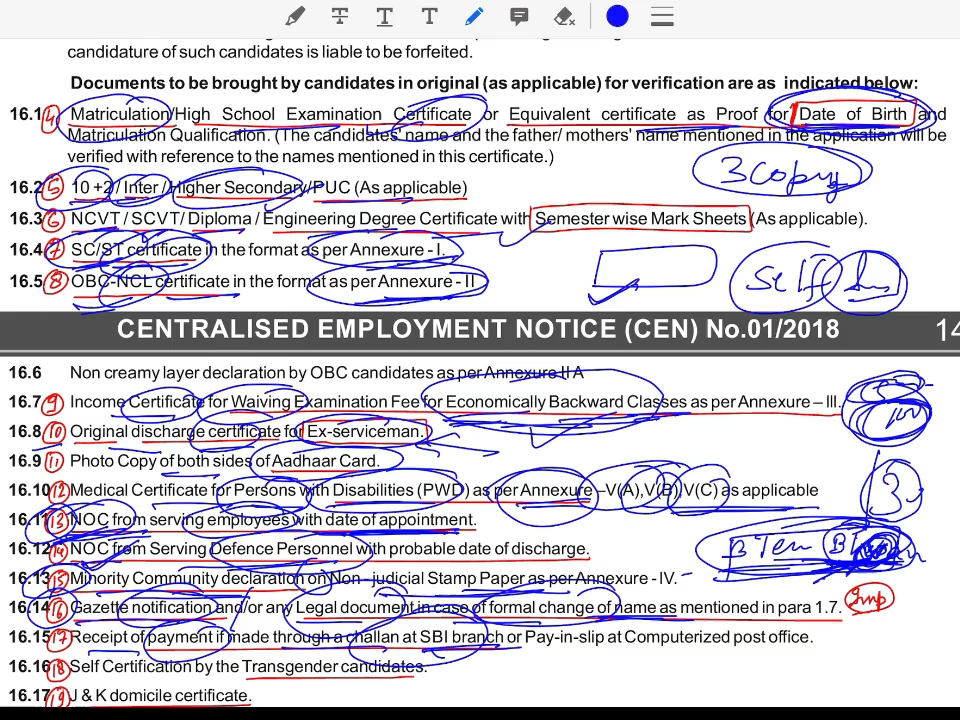 candidature of such candidates is liable to be forfeited.
Documents to be brought by candidates in original (as applicable) for verification are as indicated below:
16.1 4 Matriculation/High School Examination Certificate or Equivalent certificate as Proof for Date of Birth and
Matriculation Qualification . (The candidates' name and the father/ mothers' name mentioned in the application will be
verified with reference to the names mentioned in this certificate.)
3 Copy
16.2 5 10 +2 / Inter / Higher Secondary/PUC (As applicable)
16.3 6 NCVT / SCVT/ Diploma / Engineering Degree Certificate with Semester wise Mark Sheets (As applicable).
16.4 7 SC/ST certificate in the format as per Annexure - I.
16.5 8 OBC-NCL certificate in the format as per Annexure - II
Self
CENTRALISED EMPLOYMENT NOTICE (CEN) No.01/2018 14
16.6 Non creamy layer declaration by OBC candidates as per Annexure II A
16.7 9 Income Certificate for Waiving Examination Fee for Economically Backward Classes as per Annexure – III.
16.8 10 Original discharge certificate for Ex-serviceman.
16.9 11 Photo Copy of both sides of Aadhaar Card.
16.10 12 Medical Certificate for Persons with Disabilities (PWD) as per Annexure –V(A),V(B),V(C) as applicable
3
16.11 13 NOC from serving employees with date of appointment.
16.12 14 NOC from Serving Defence Personnel with probable date of discharge.
16.13 15 Minority Community declaration on Non - judicial Stamp Paper as per Annexure - IV.
16.14 16 Gazette notification and/or any Legal document in case of formal change of name as mentioned in para 1.7. Imp
16.15 17 Receipt of payment if made through a challan at SBI branch or Pay-in-slip at Computerized post office.
16.16 18 Self Certification by the Transgender candidates.
16.17 19 J & K domicile certificate.